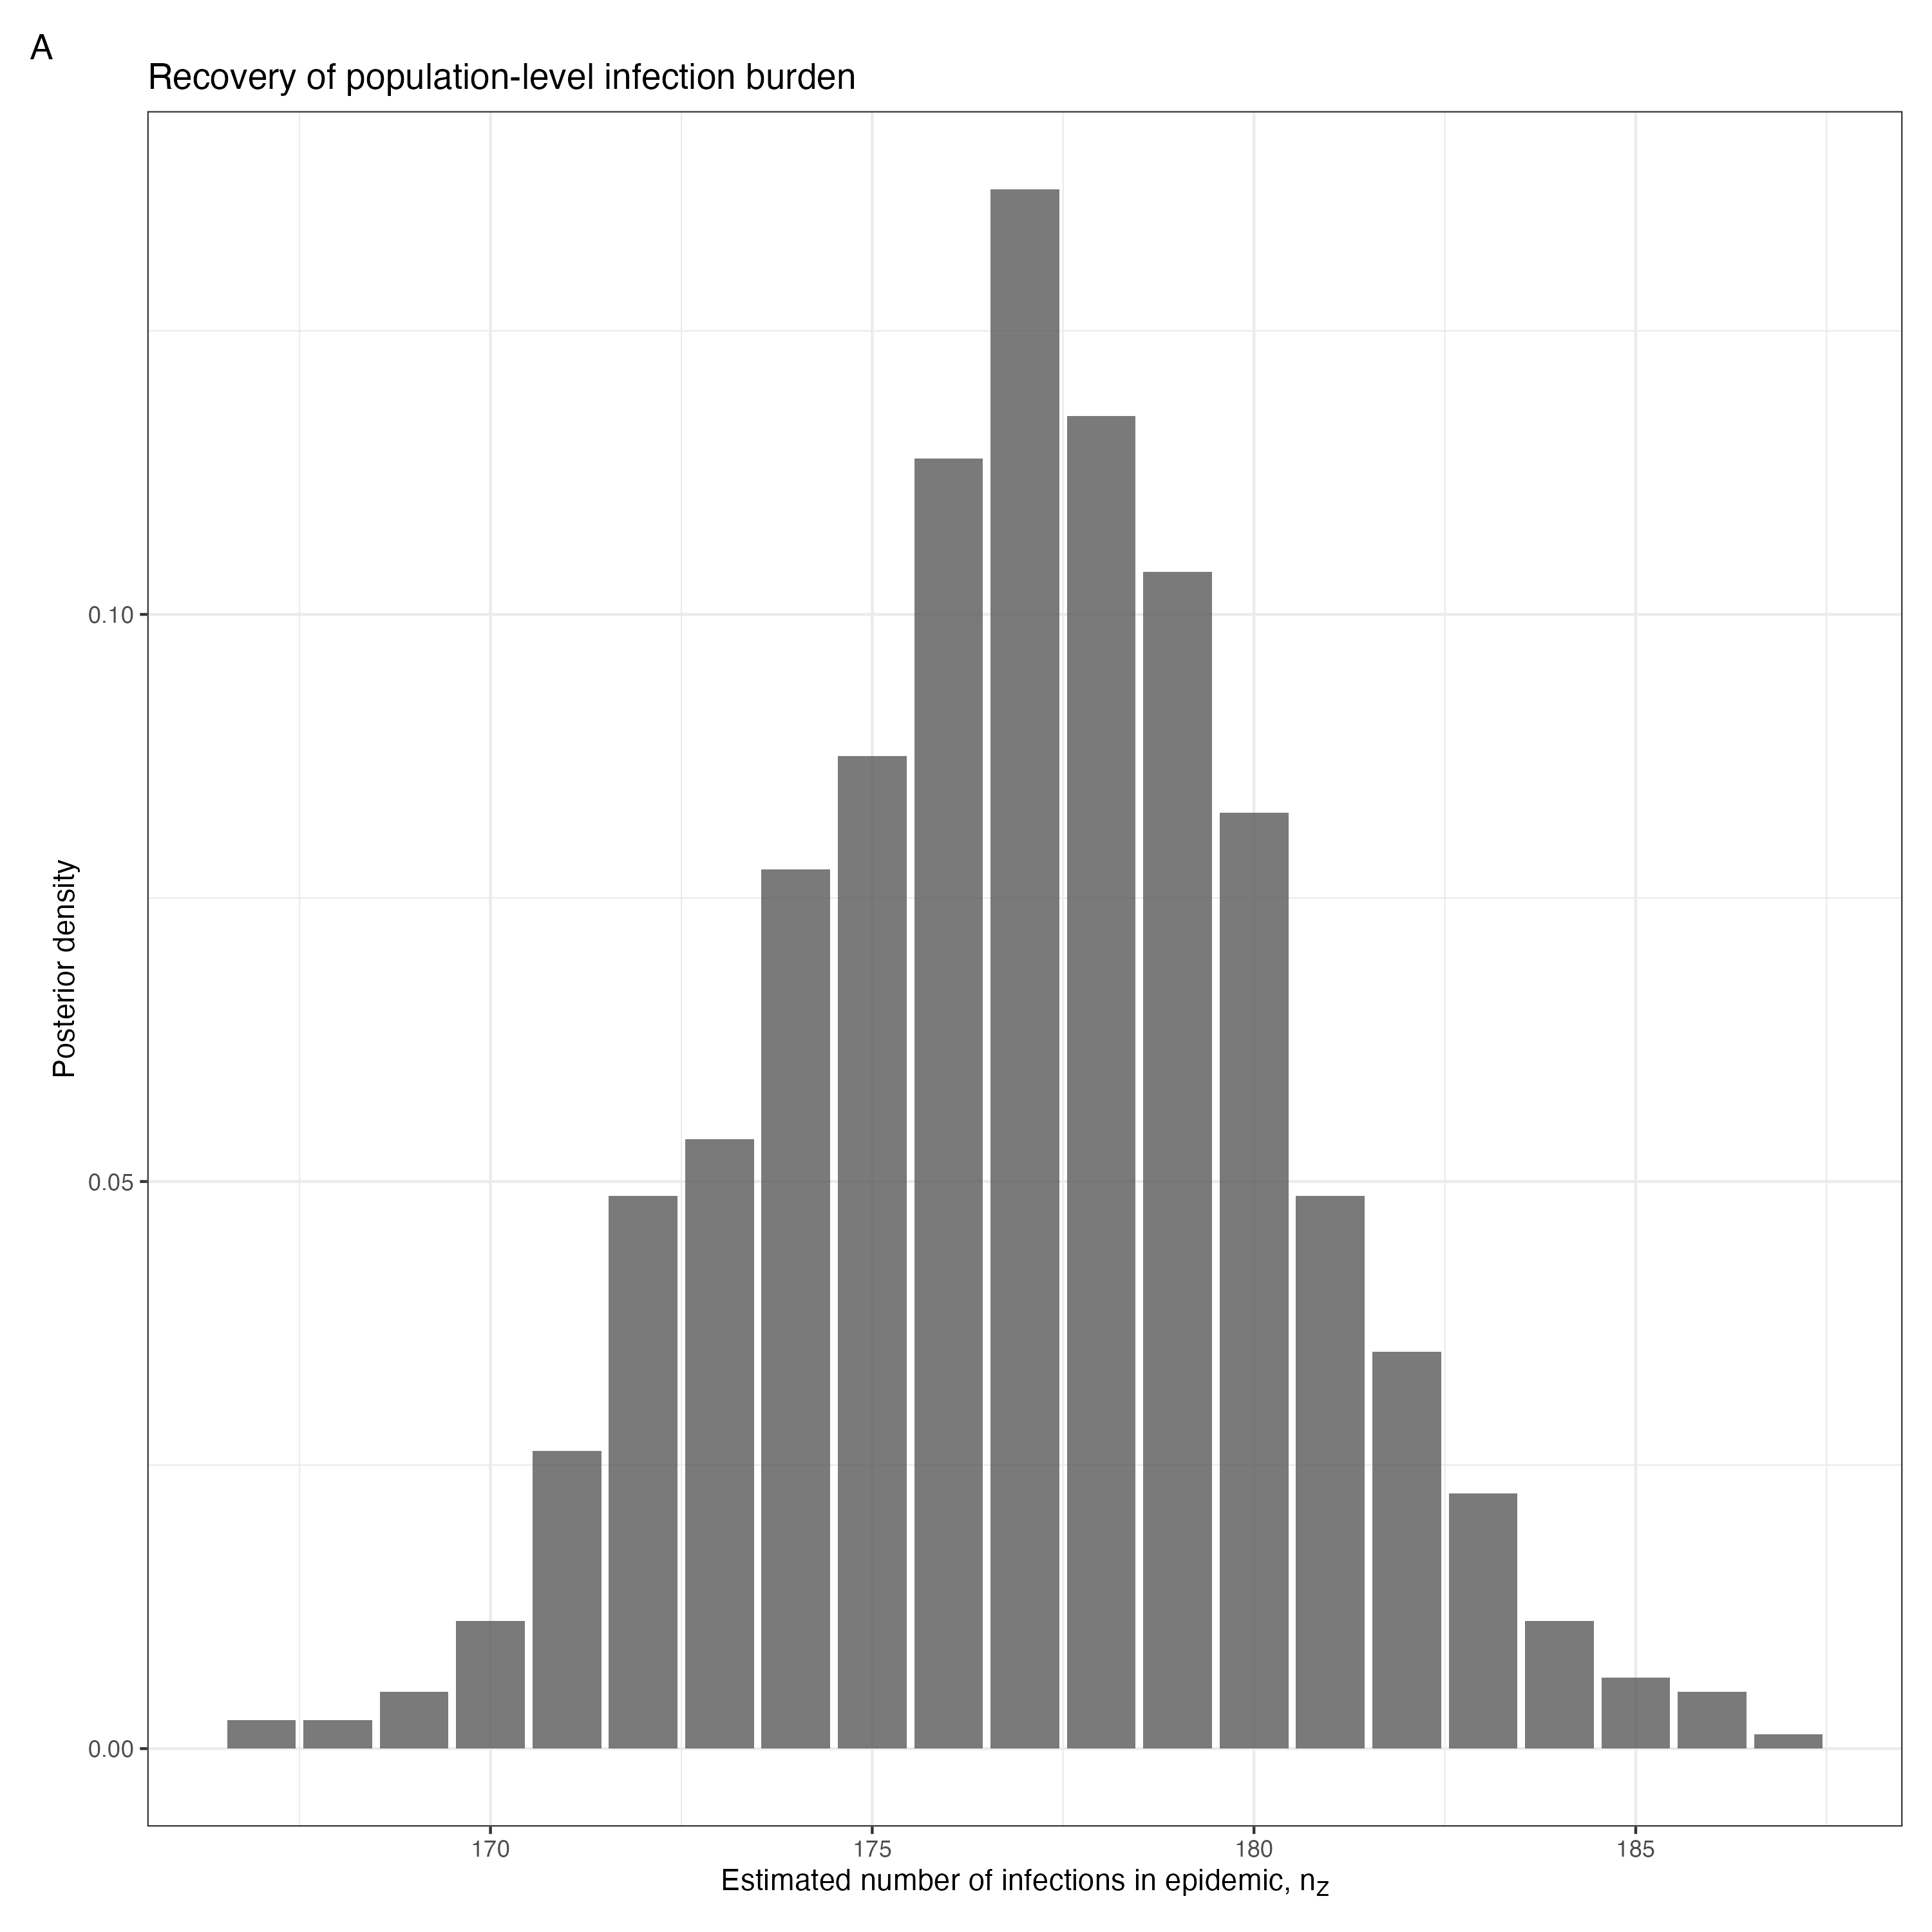 A
Recovery of population-level infection burden
Posterior density
0.10
0.05
0.00
170 175 180 185
Estimated number of infections in epidemic, nZ